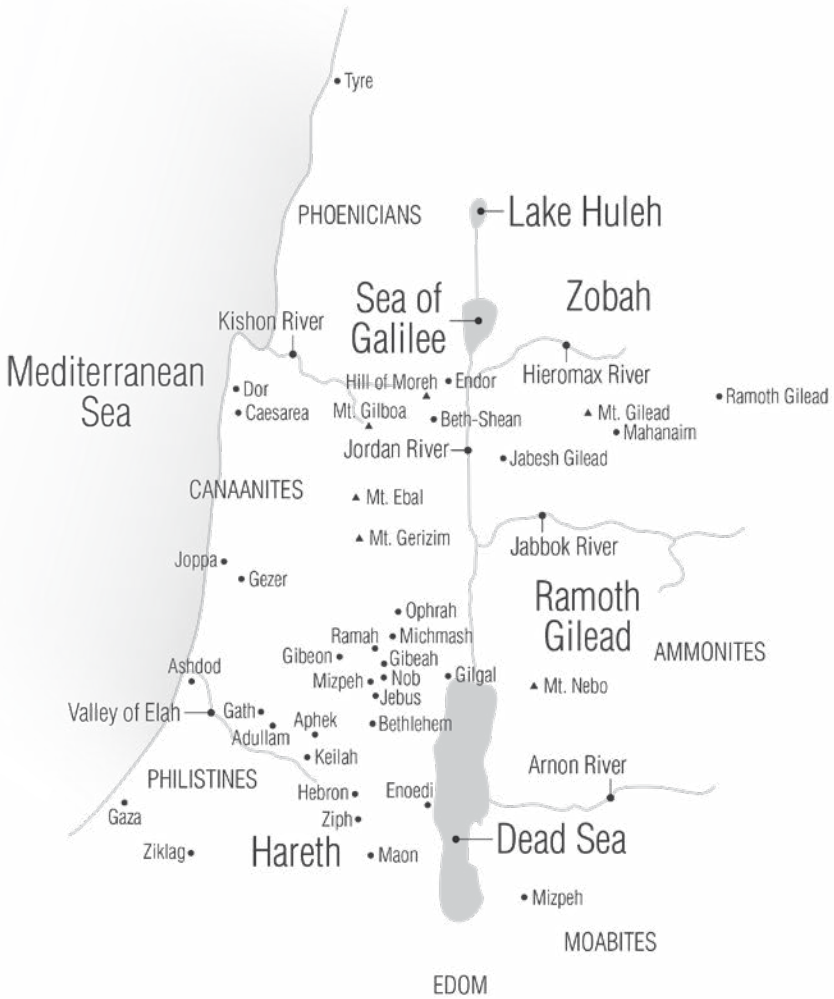 Tyre
PHOENICIANS
Lake Huleh
Sea of
Galilee
Zobah
Kishon River
Mediterranean
Sea
Hieromax River
Hill of Moreh
Endor
Dor
Caesarea
Mt. Gilboa
Beth-Shean
Ramoth Gilead
Mt. Gilead
Mahanaim
Jordan River
Jabesh Gilead
CANAANITES
Mt. Ebal
Mt. Gerizim
Jabbok River
Joppa
Gezer
Ramoth
Gilead
Ophrah
Ramah
Michmash
Gibeon
Gibeah
AMMONITES
Ashdod
Mizpeh
Nob
Gilgal
Mt. Nebo
Jebus
Valley of Elah
Gath
Adullam
Aphek
Bethlehem
Keilah
PHILISTINES
Arnon River
Hebron
Enoedi
Gaza
Ziph
Ziklag
Hareth
Maon
Dead Sea
Mizpeh
MOABITES
EDOM